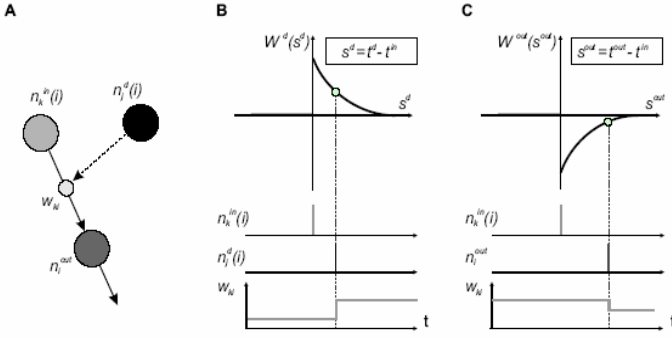 A
n_k^in(i)
n_j^d(i)
w_ki
n_i^out
B
W^d(s^d)
s^d = t^d - t^in
s^d
n_k^in(i)
n_j^d(i)
w_ki
t
C
W^out(s^out)
s^out = t^out - t^in
s^out
n_k^in(i)
n_i^out
w_ki
t